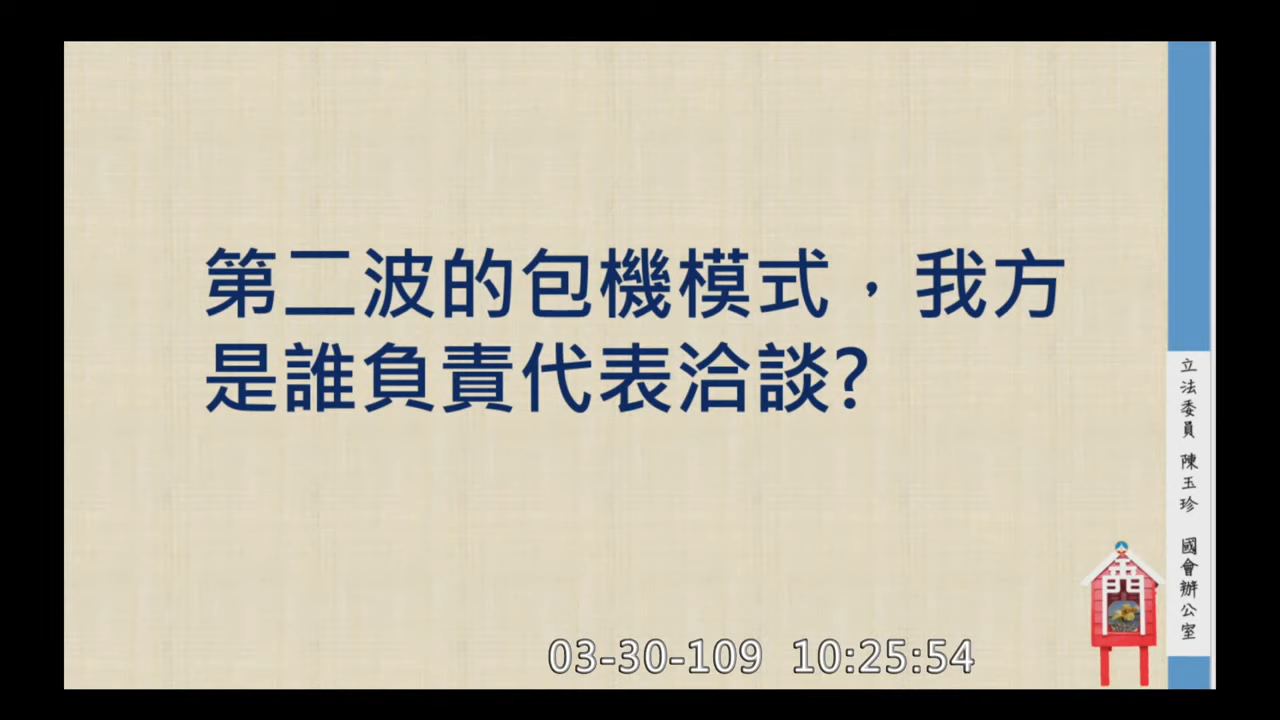 第二波的包機模式，我方
是誰負責代表洽談?
立法委員 陳玉珍 國會辦公室
03-30-109 10:25:54